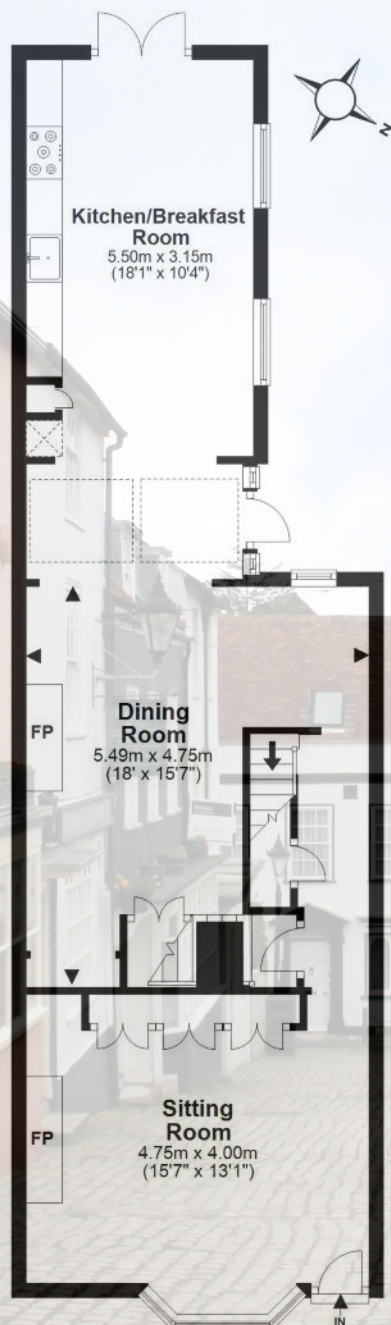 N
Kitchen/Breakfast
Room
5.50m x 3.15m
(18'1" x 10'4")
FP
Dining
Room
5.49m x 4.75m
(18' x 15'7")
FP
Sitting
Room
4.75m x 4.00m
(15'7" x 13'1")
IN